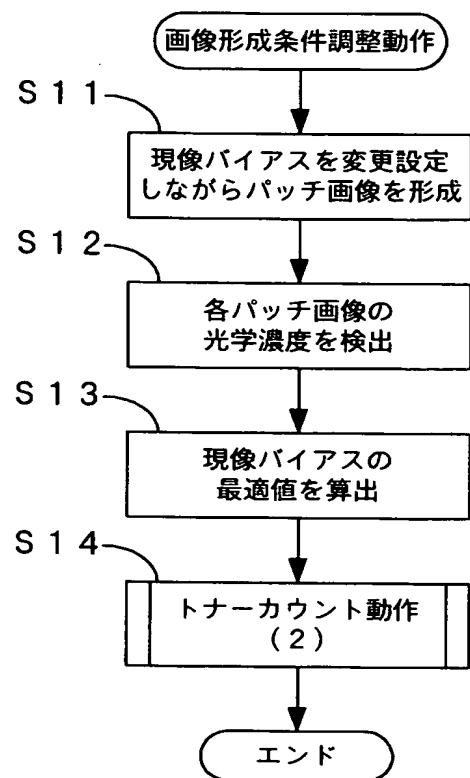 画像形成条件調整動作
S11
現像バイアスを変更設定
しながらパッチ画像を形成
S12
各パッチ画像の
光学濃度を検出
S13
現像バイアスの
最適値を算出
S14
トナーカウント動作
(2)
エンド